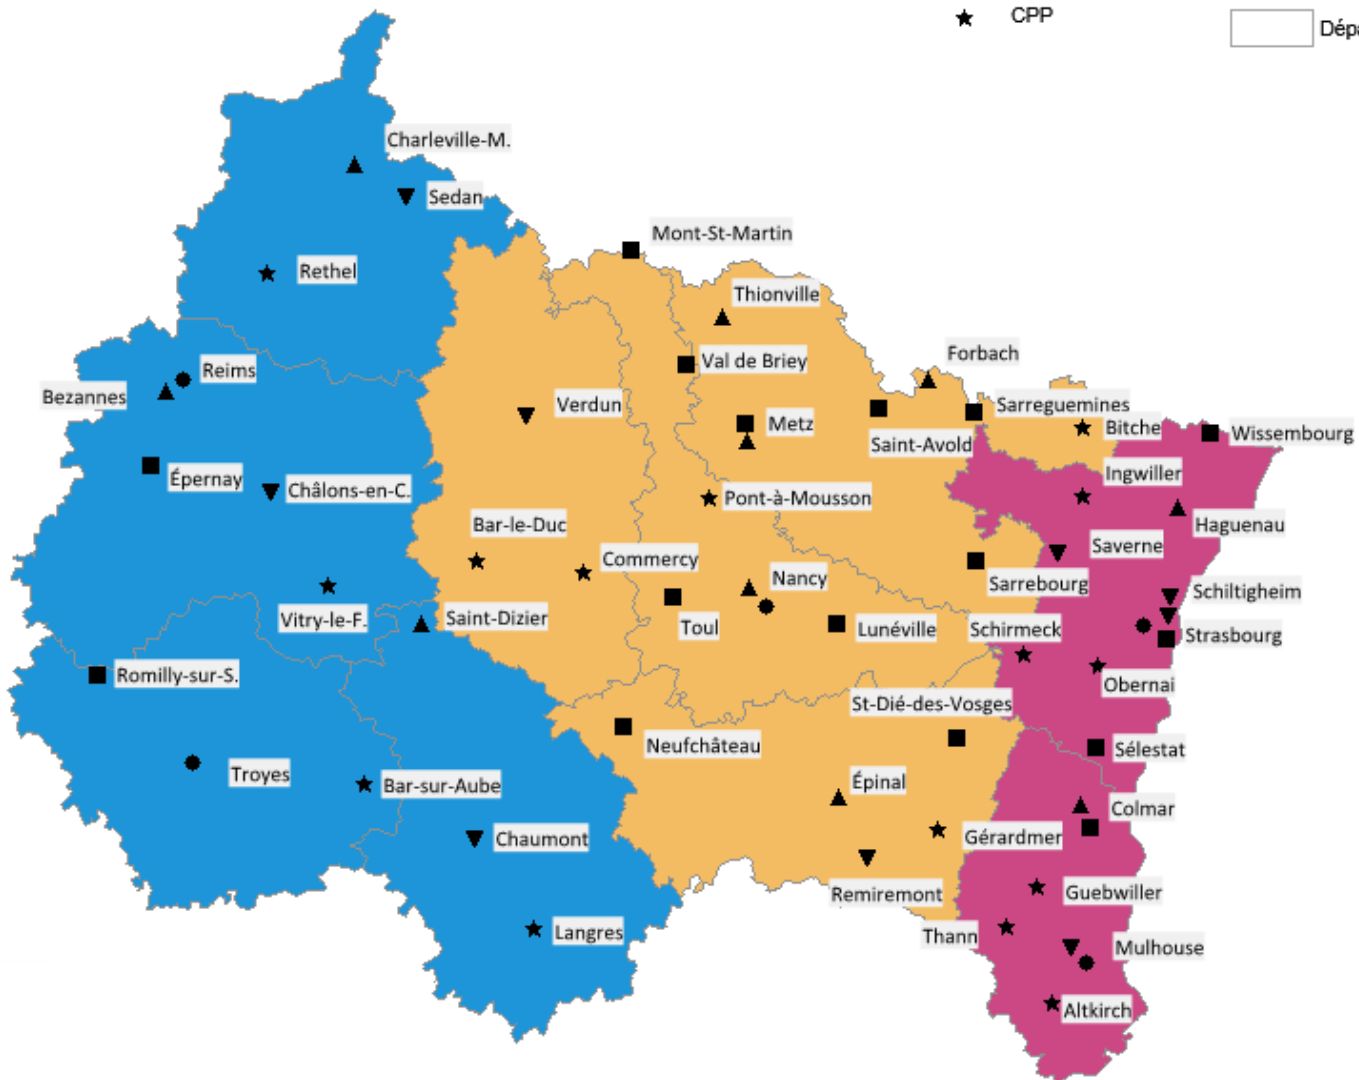 CPP
Dépa
Charleville-M.
Sedan
Mont-St-Martin
Rethel
Thionville
Forbach
Reims
Val de Briey
Bezannes
Verdun
Sarreguemines
Metz
Bitche
Wissembourg
Saint-Avold
Épernay
Ingwiller
Châlons-en-C.
Pont-à-Mousson
Bar-le-Duc
Haguenau
Saverne
Commercy
Nancy
Sarrebourg
Schiltigheim
Vitry-le-F.
Saint-Dizier
Toul
Lunéville
Schirmeck
Strasbourg
Romilly-sur-S.
Obernai
St-Dié-des-Vosges
Neufchâteau
Sélestat
Troyes
Bar-sur-Aube
Épinal
Colmar
Chaumont
Gérardmer
Remiremont
Guebwiller
Langres
Thann
Mulhouse
Altkirch